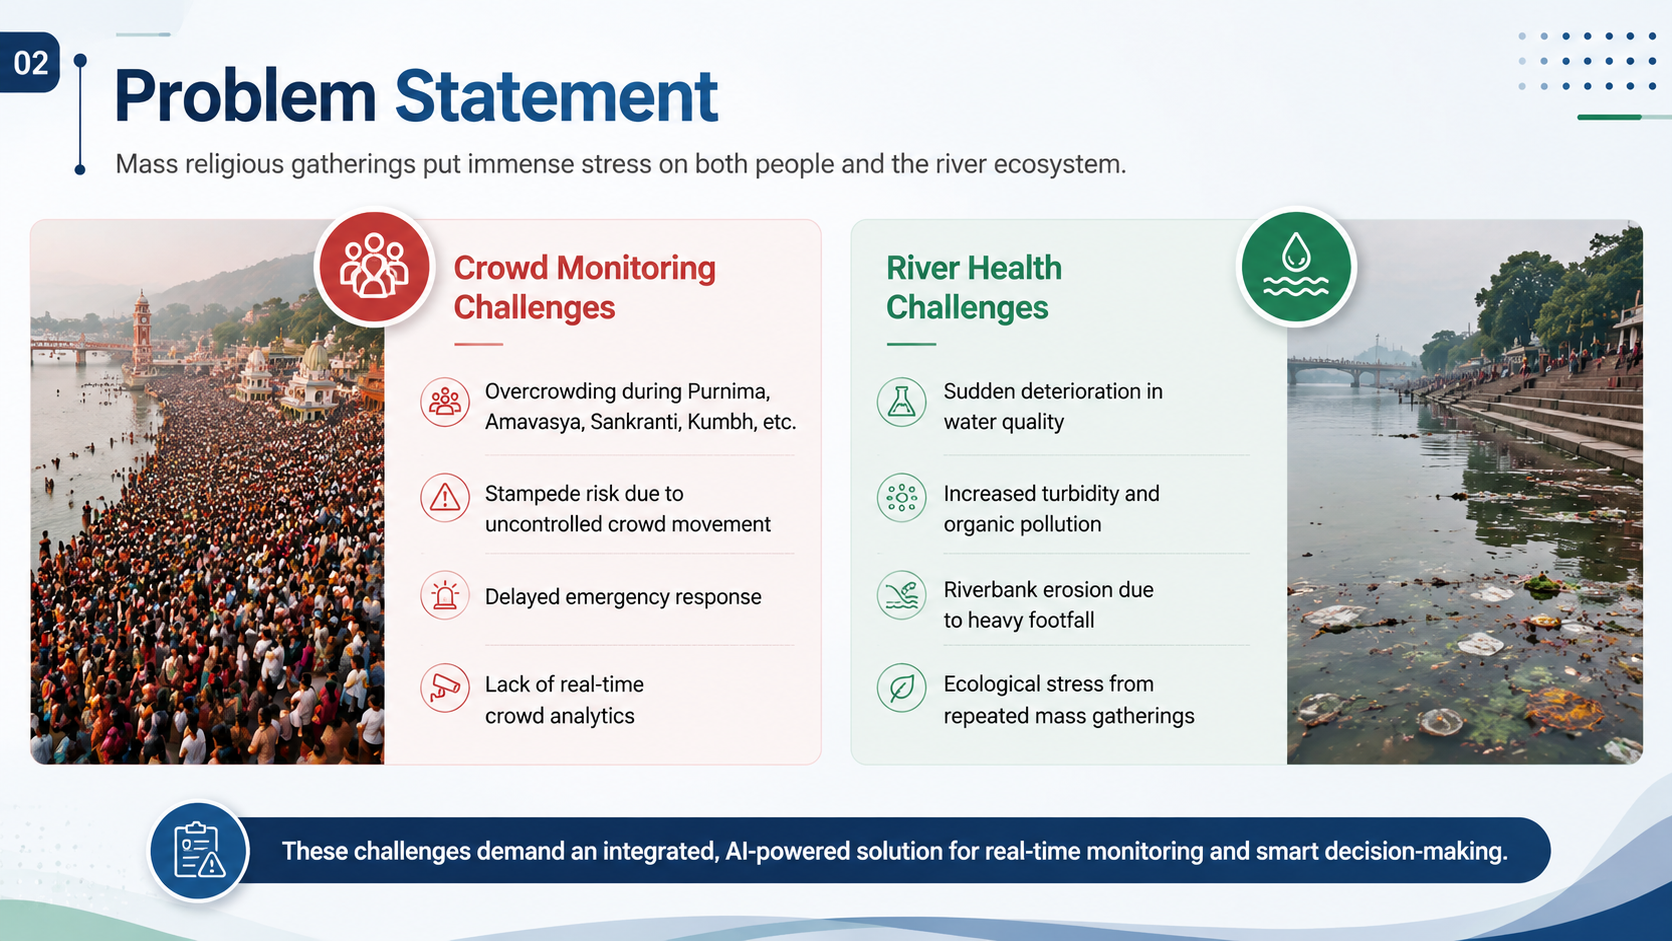 02
Problem Statement
Mass religious gatherings put immense stress on both people and the river ecosystem.
Crowd Monitoring
Challenges
Overcrowding during Purnima,
Amavasya, Sankranti, Kumbh, etc.
Stampede risk due to
uncontrolled crowd movement
Delayed emergency response
Lack of real-time
crowd analytics
River Health
Challenges
Sudden deterioration in
water quality
Increased turbidity and
organic pollution
Riverbank erosion due
to heavy footfall
Ecological stress from
repeated mass gatherings
These challenges demand an integrated, AI-powered solution for real-time monitoring and smart decision-making.